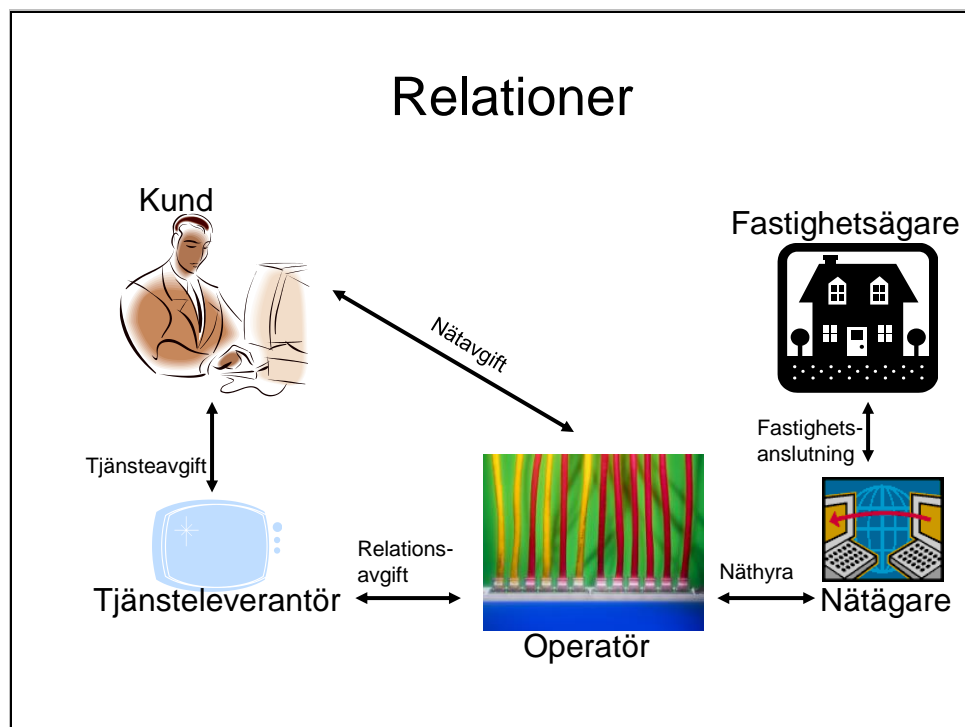 Relationer
Kund
Fastighetsägare
Nätavgift
Tjänsteavgift
Fastighets-
anslutning
Relations-
avgift
Näthyra
Tjänsteleverantör
Operatör
Nätägare